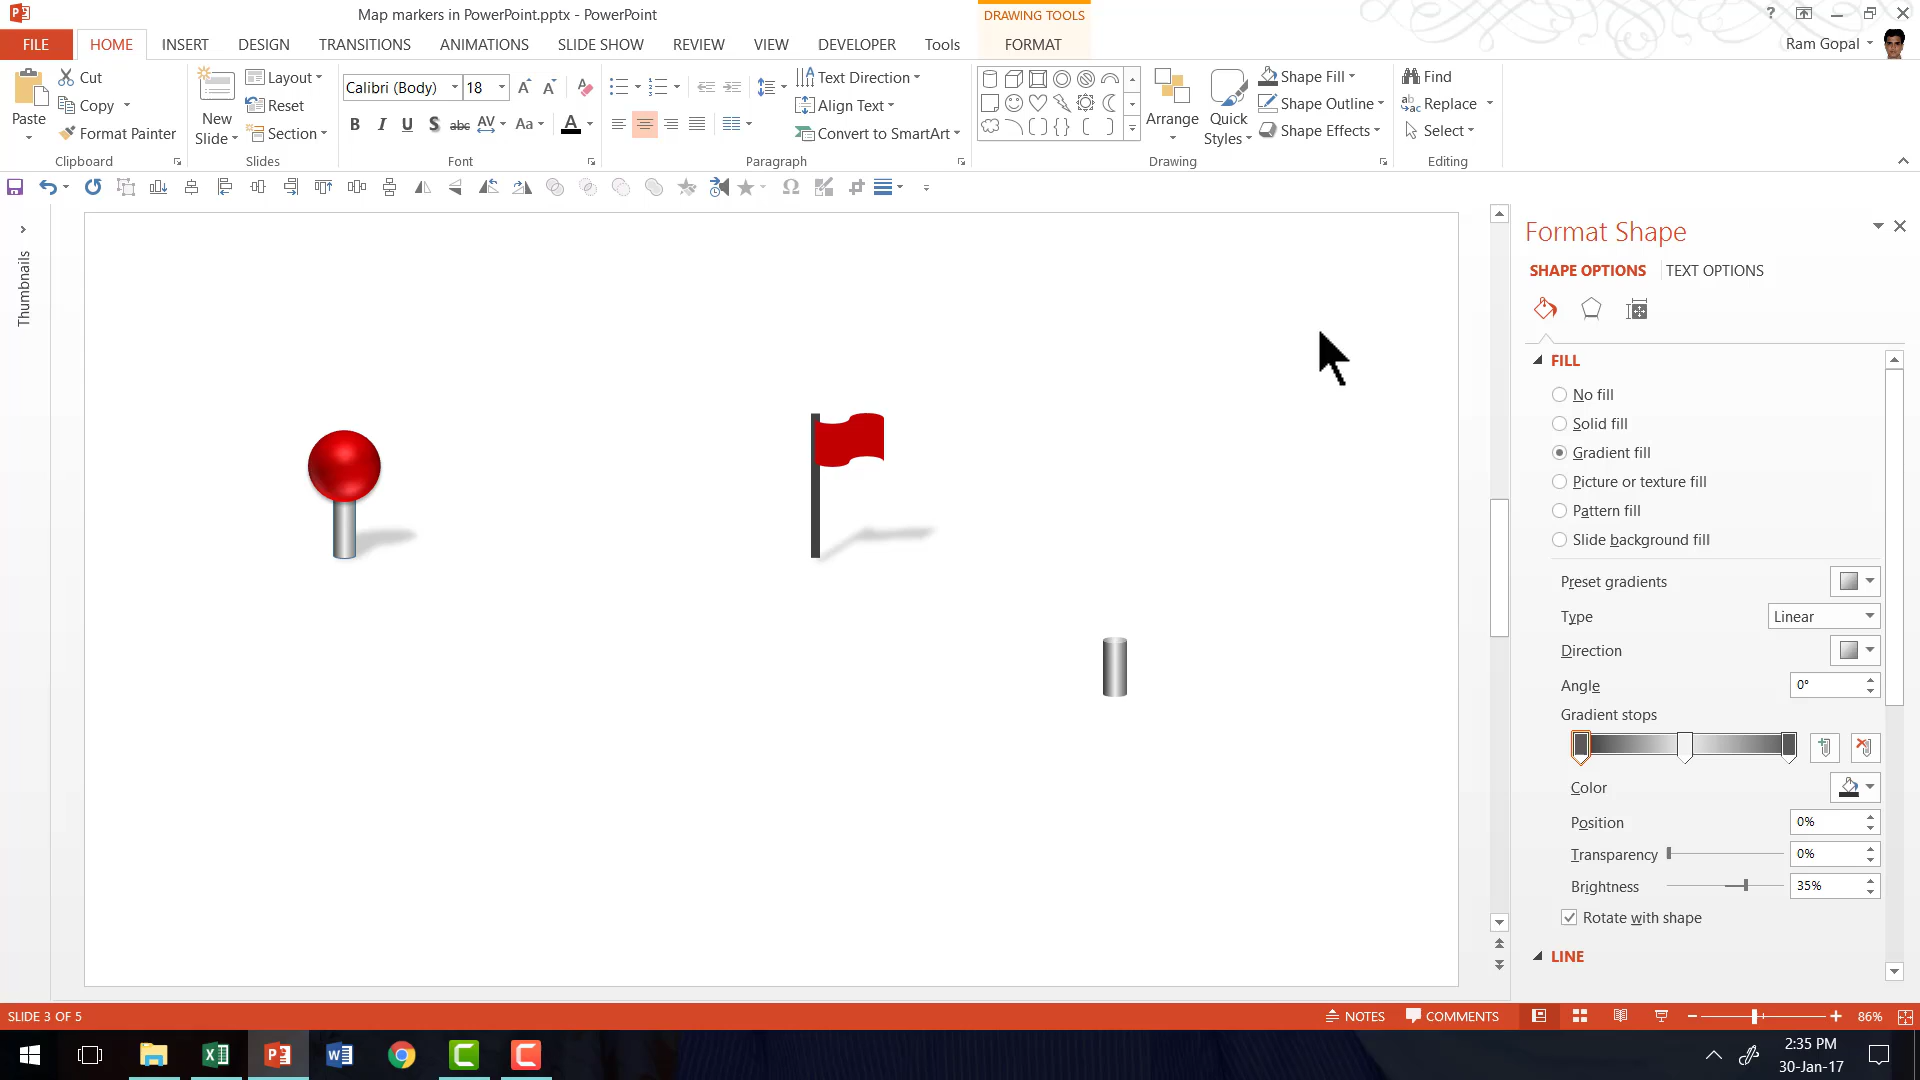 Map markers in PowerPoint.pptx - PowerPoint
DRAWING TOOLS
?
FILE HOME INSERT DESIGN TRANSITIONS ANIMATIONS SLIDE SHOW REVIEW VIEW DEVELOPER Tools FORMAT Ram Gopal
Paste
Cut
Copy
Format Painter
Clipboard
New
Slide
Layout
Reset
Section
Slides
Calibri (Body) 18
B I U S abc AV Aa A
Font
Text Direction
Align Text
Convert to SmartArt
Paragraph
Arrange
Quick
Styles
Shape Fill
Shape Outline
Shape Effects
Drawing
Find
Replace
Select
Editing
Thumbnails
Format Shape
SHAPE OPTIONS TEXT OPTIONS
FILL
No fill
Solid fill
Gradient fill
Picture or texture fill
Pattern fill
Slide background fill
Preset gradients
Type Linear
Direction
Angle 0°
Gradient stops
Color
Position 0%
Transparency 0%
Brightness 35%
Rotate with shape
LINE
SLIDE 3 OF 5 NOTES COMMENTS 86%
2:35 PM
30-Jan-17